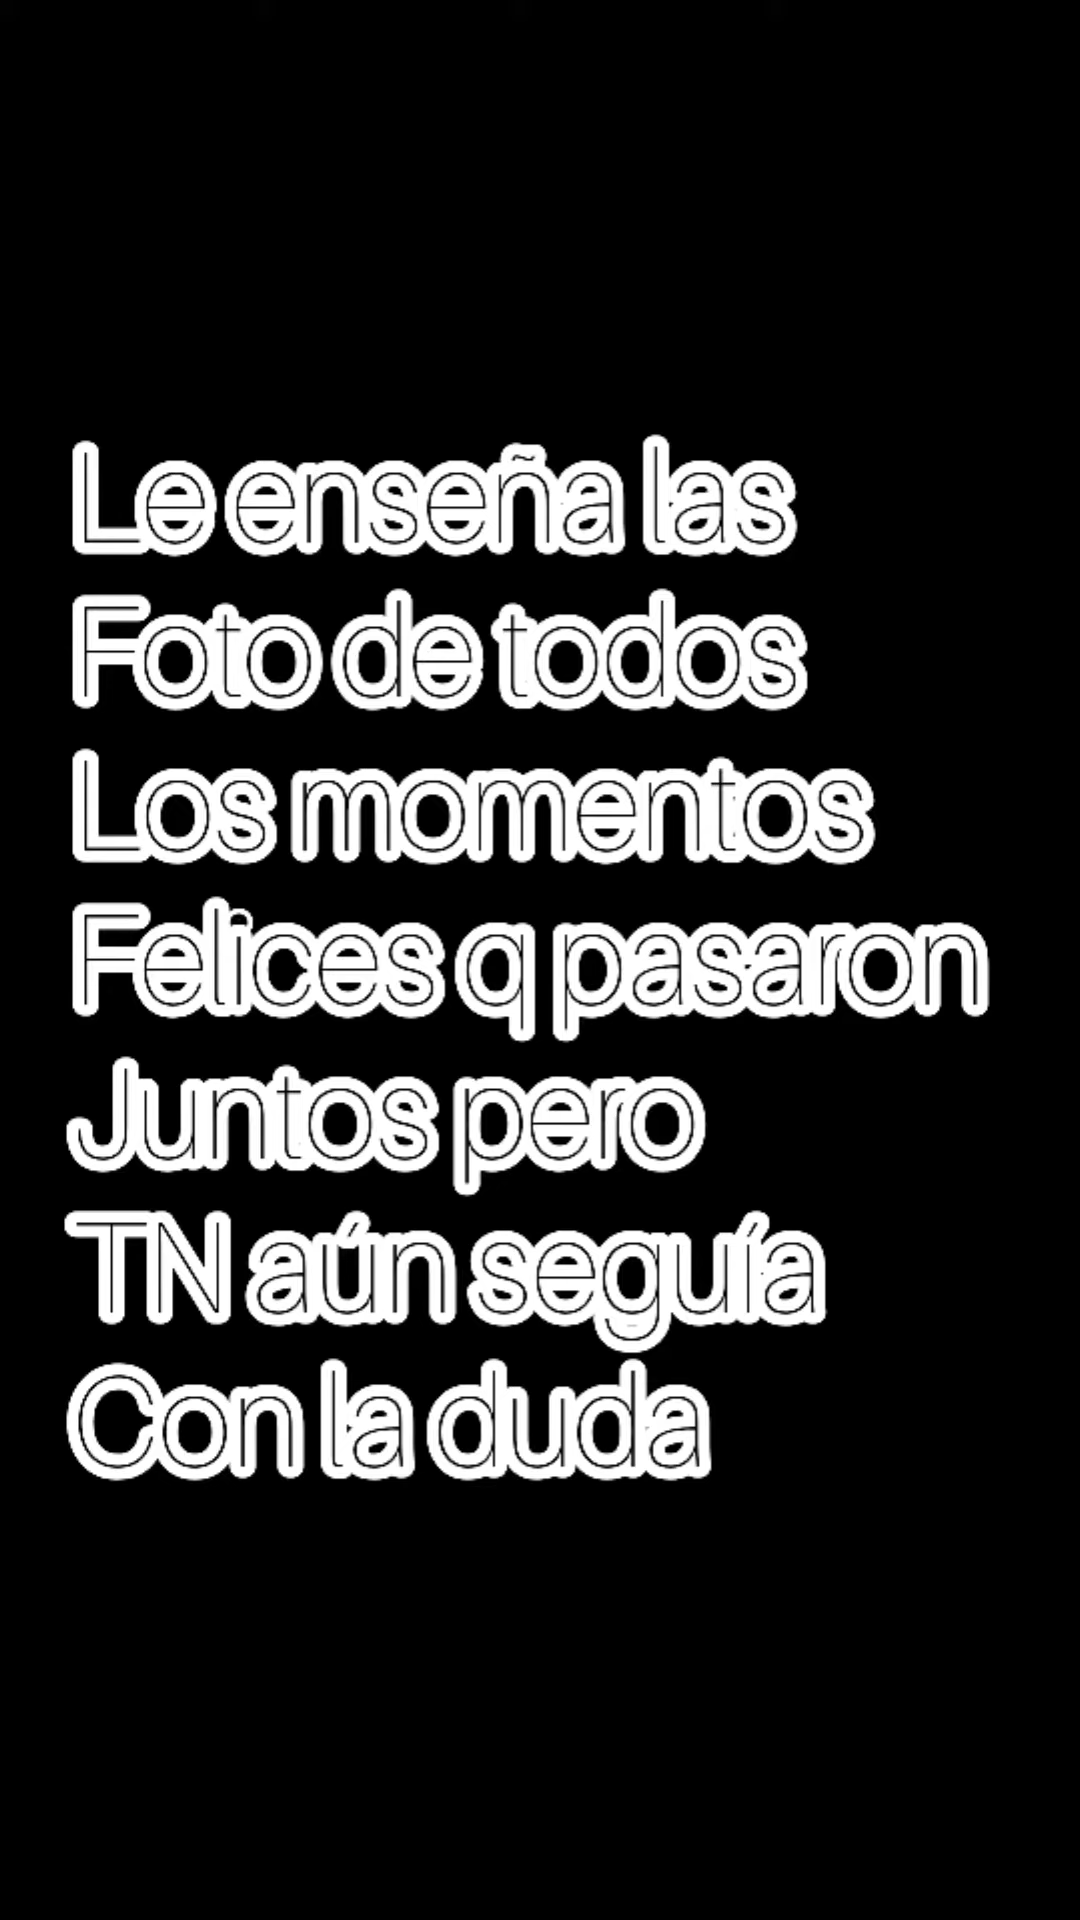 Le enseña las
Foto de todos
Los momentos
Felices q pasaron
Juntos pero
TN aún seguía
Con la duda